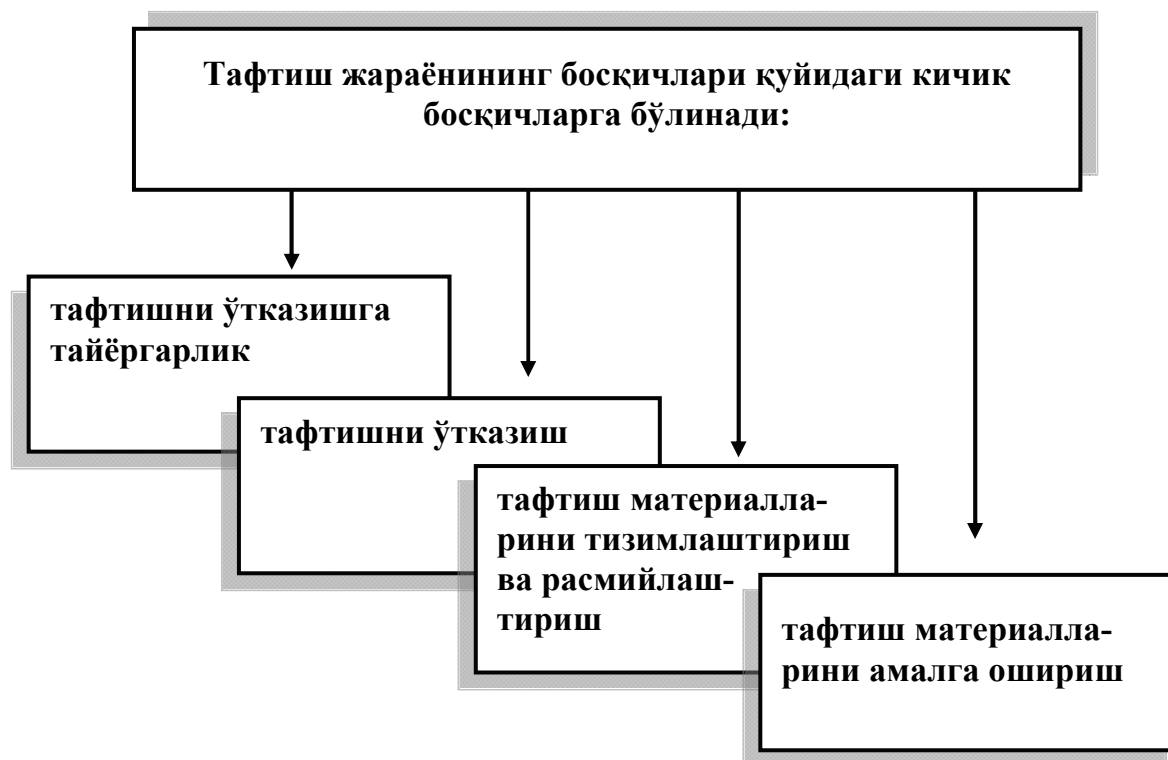 Тафтиш жараёнининг босқичлари қуйидаги кичик
босқичларга бўлинади:
тафтишни ўтказишга
тайёргарлик
тафтишни ўтказиш
тафтиш материалла-
рини тизимлаштириш
ва расмийлаш-
тириш
тафтиш материалла-
рини амалга ошириш